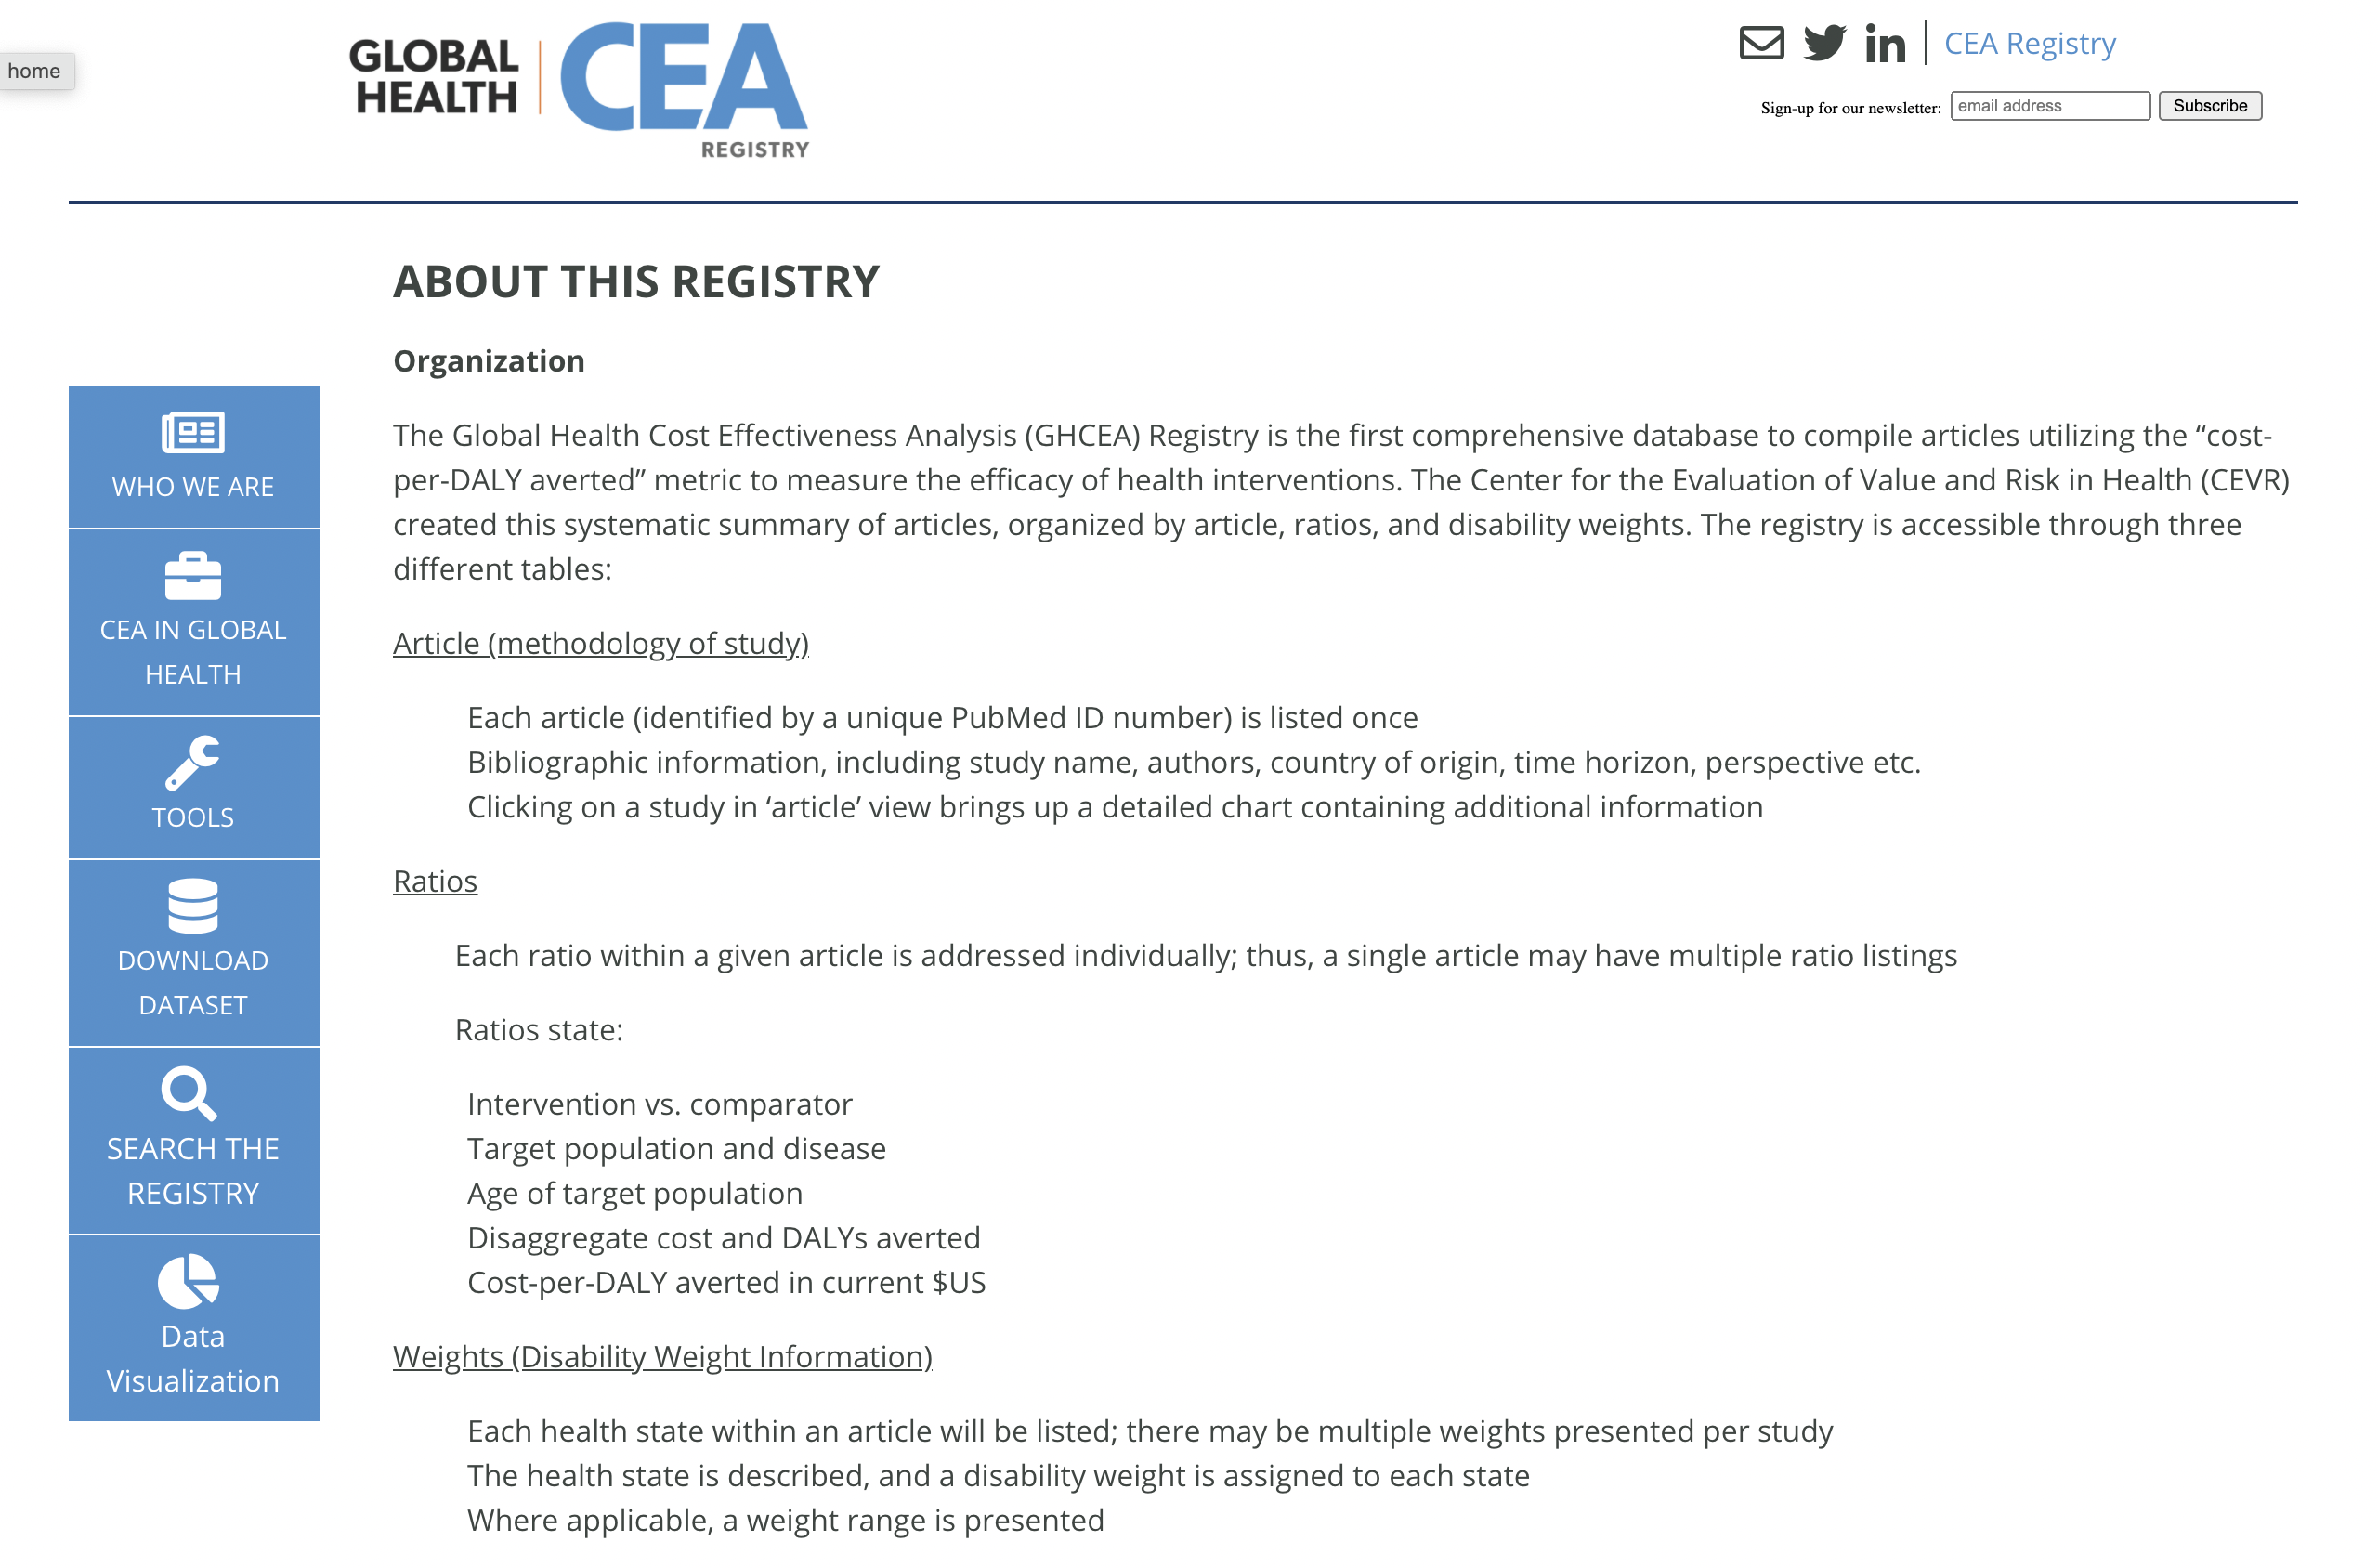 home
GLOBAL
HEALTH
CEA
REGISTRY
CEA Registry
Sign-up for our newsletter: email address Subscribe
WHO WE ARE
CEA IN GLOBAL
HEALTH
TOOLS
DOWNLOAD
DATASET
SEARCH THE
REGISTRY
Data
Visualization
ABOUT THIS REGISTRY
Organization
The Global Health Cost Effectiveness Analysis (GHCEA) Registry is the first comprehensive database to compile articles utilizing the “cost-
per-DALY averted” metric to measure the efficacy of health interventions. The Center for the Evaluation of Value and Risk in Health (CEVR)
created this systematic summary of articles, organized by article, ratios, and disability weights. The registry is accessible through three
different tables:
Article (methodology of study)
Each article (identified by a unique PubMed ID number) is listed once
Bibliographic information, including study name, authors, country of origin, time horizon, perspective etc.
Clicking on a study in ‘article’ view brings up a detailed chart containing additional information
Ratios
Each ratio within a given article is addressed individually; thus, a single article may have multiple ratio listings
Ratios state:
Intervention vs. comparator
Target population and disease
Age of target population
Disaggregate cost and DALYs averted
Cost-per-DALY averted in current $US
Weights (Disability Weight Information)
Each health state within an article will be listed; there may be multiple weights presented per study
The health state is described, and a disability weight is assigned to each state
Where applicable, a weight range is presented